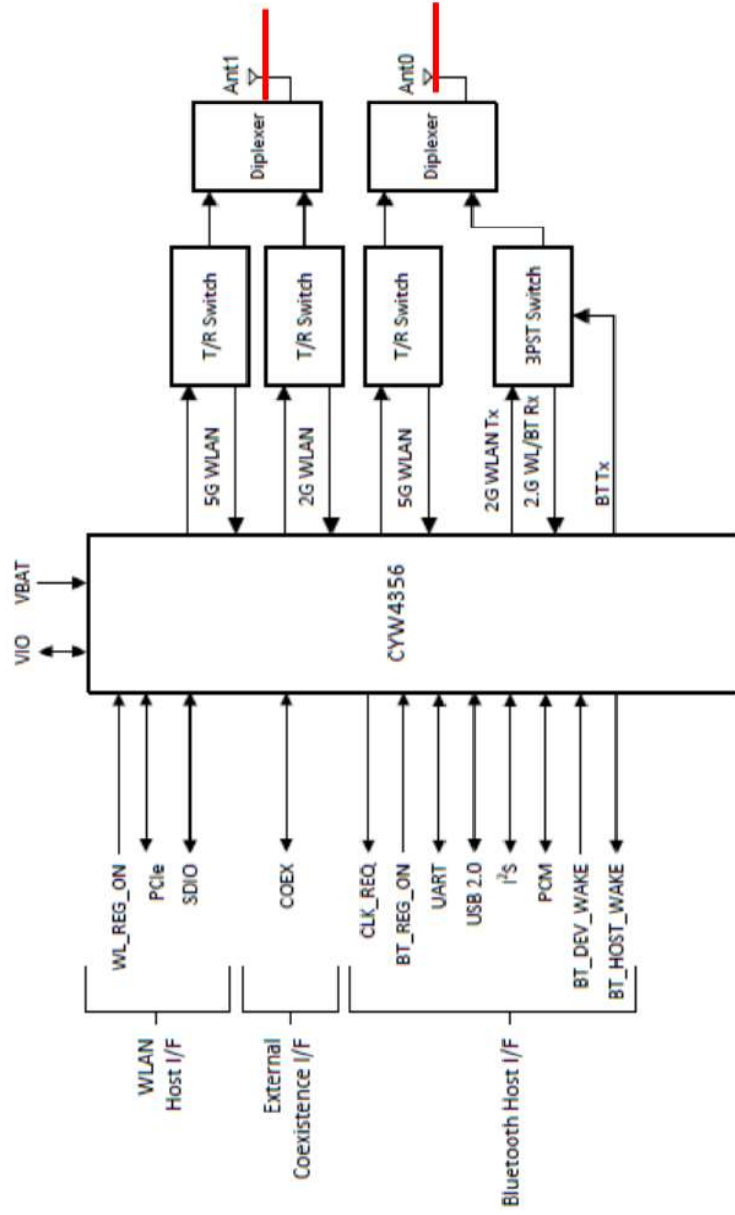 VIO
VBAT
WLAN
Host I/F
WL_REG_ON
PCIe
SDIO
External
Coexistence I/F
COEX
Bluetooth Host I/F
CLK_REQ
BT_REG_ON
UART
USB 2.0
I²S
PCM
BT_DEV_WAKE
BT_HOST_WAKE
CYW4356
5G WLAN
2G WLAN
5G WLAN
2G WLAN Tx
2.G WL/BT Rx
BT Tx
T/R Switch
T/R Switch
T/R Switch
3PST Switch
Diplexer
Diplexer
Ant1
Ant0